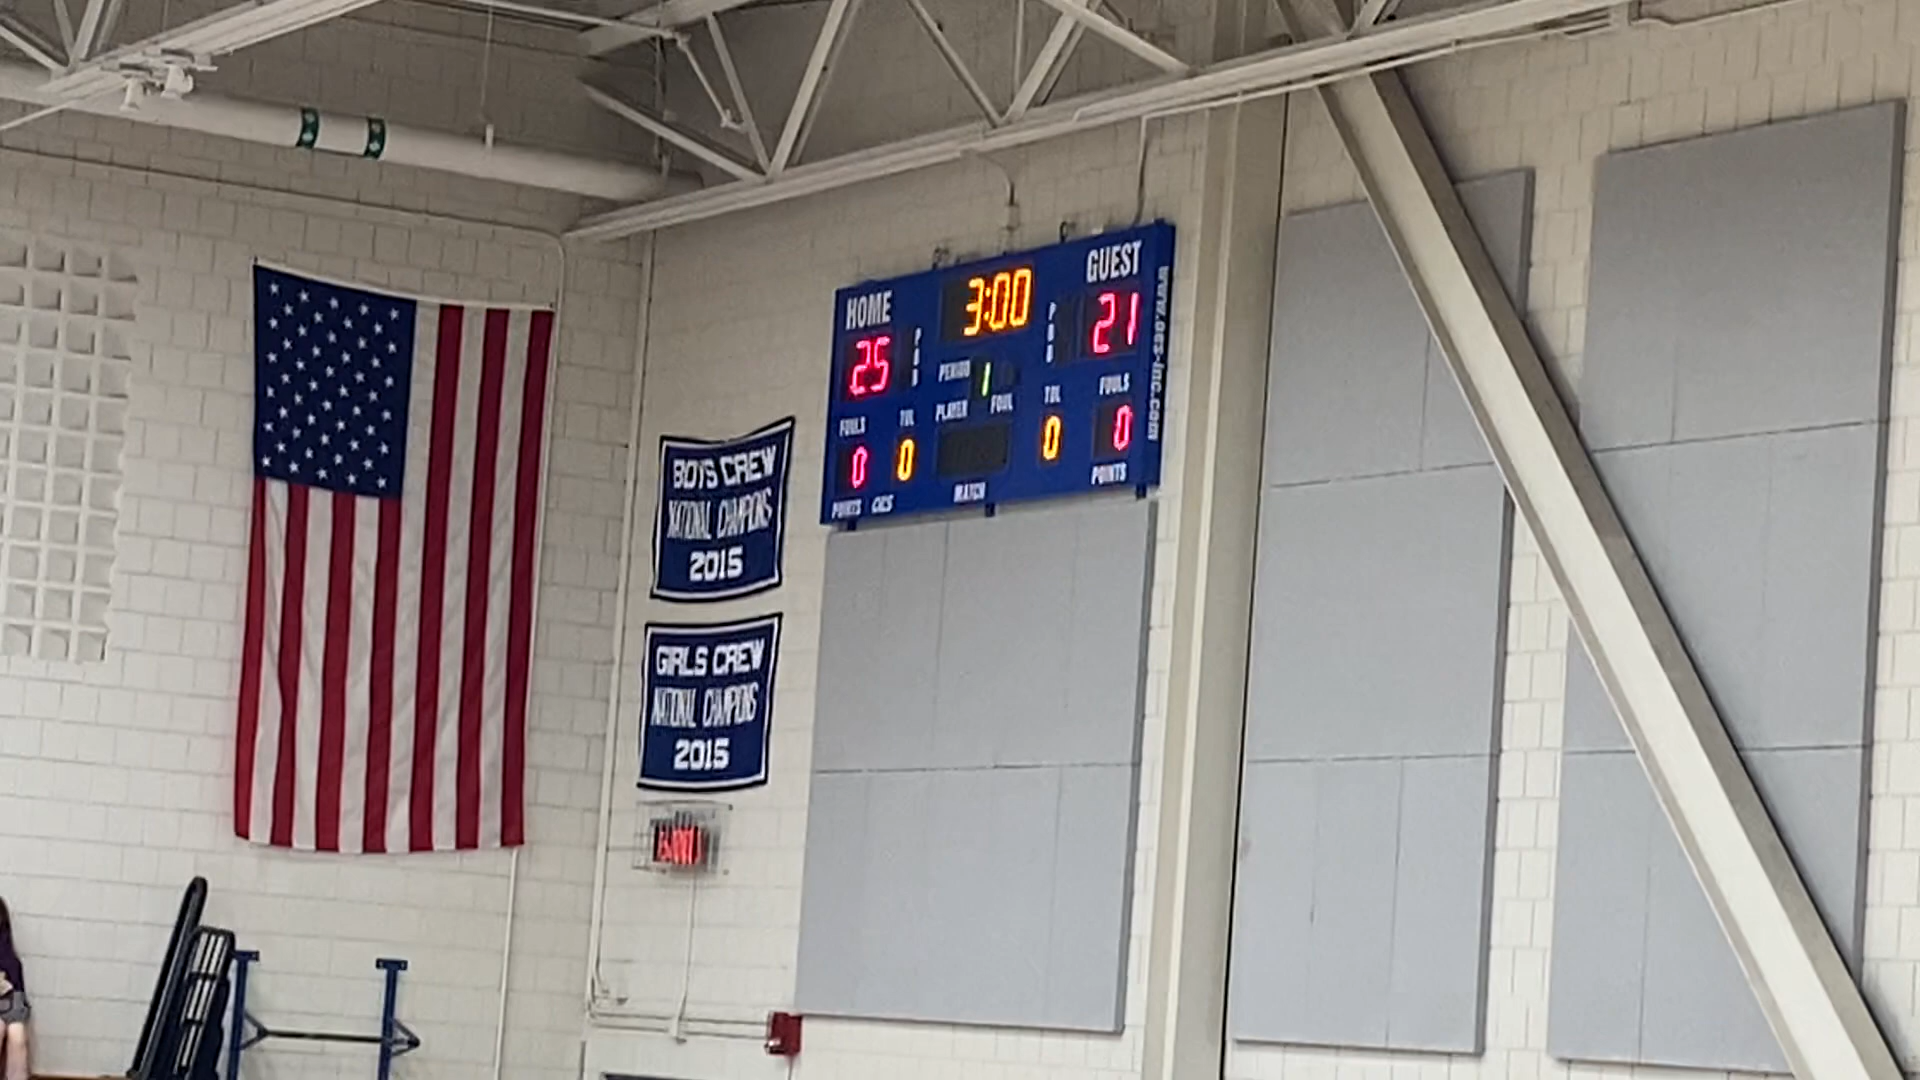 HOME
3:00
GUEST
25
21
PERIOD
1
PLAYER FOUL
FOULS
TOL
TOL
FOULS
0
0
0
0
POINTS
MATCH
POINTS
www.oes-inc.com
BOYS CREW
NATIONAL CHAMPIONS
2015
GIRLS CREW
NATIONAL CHAMPIONS
2015